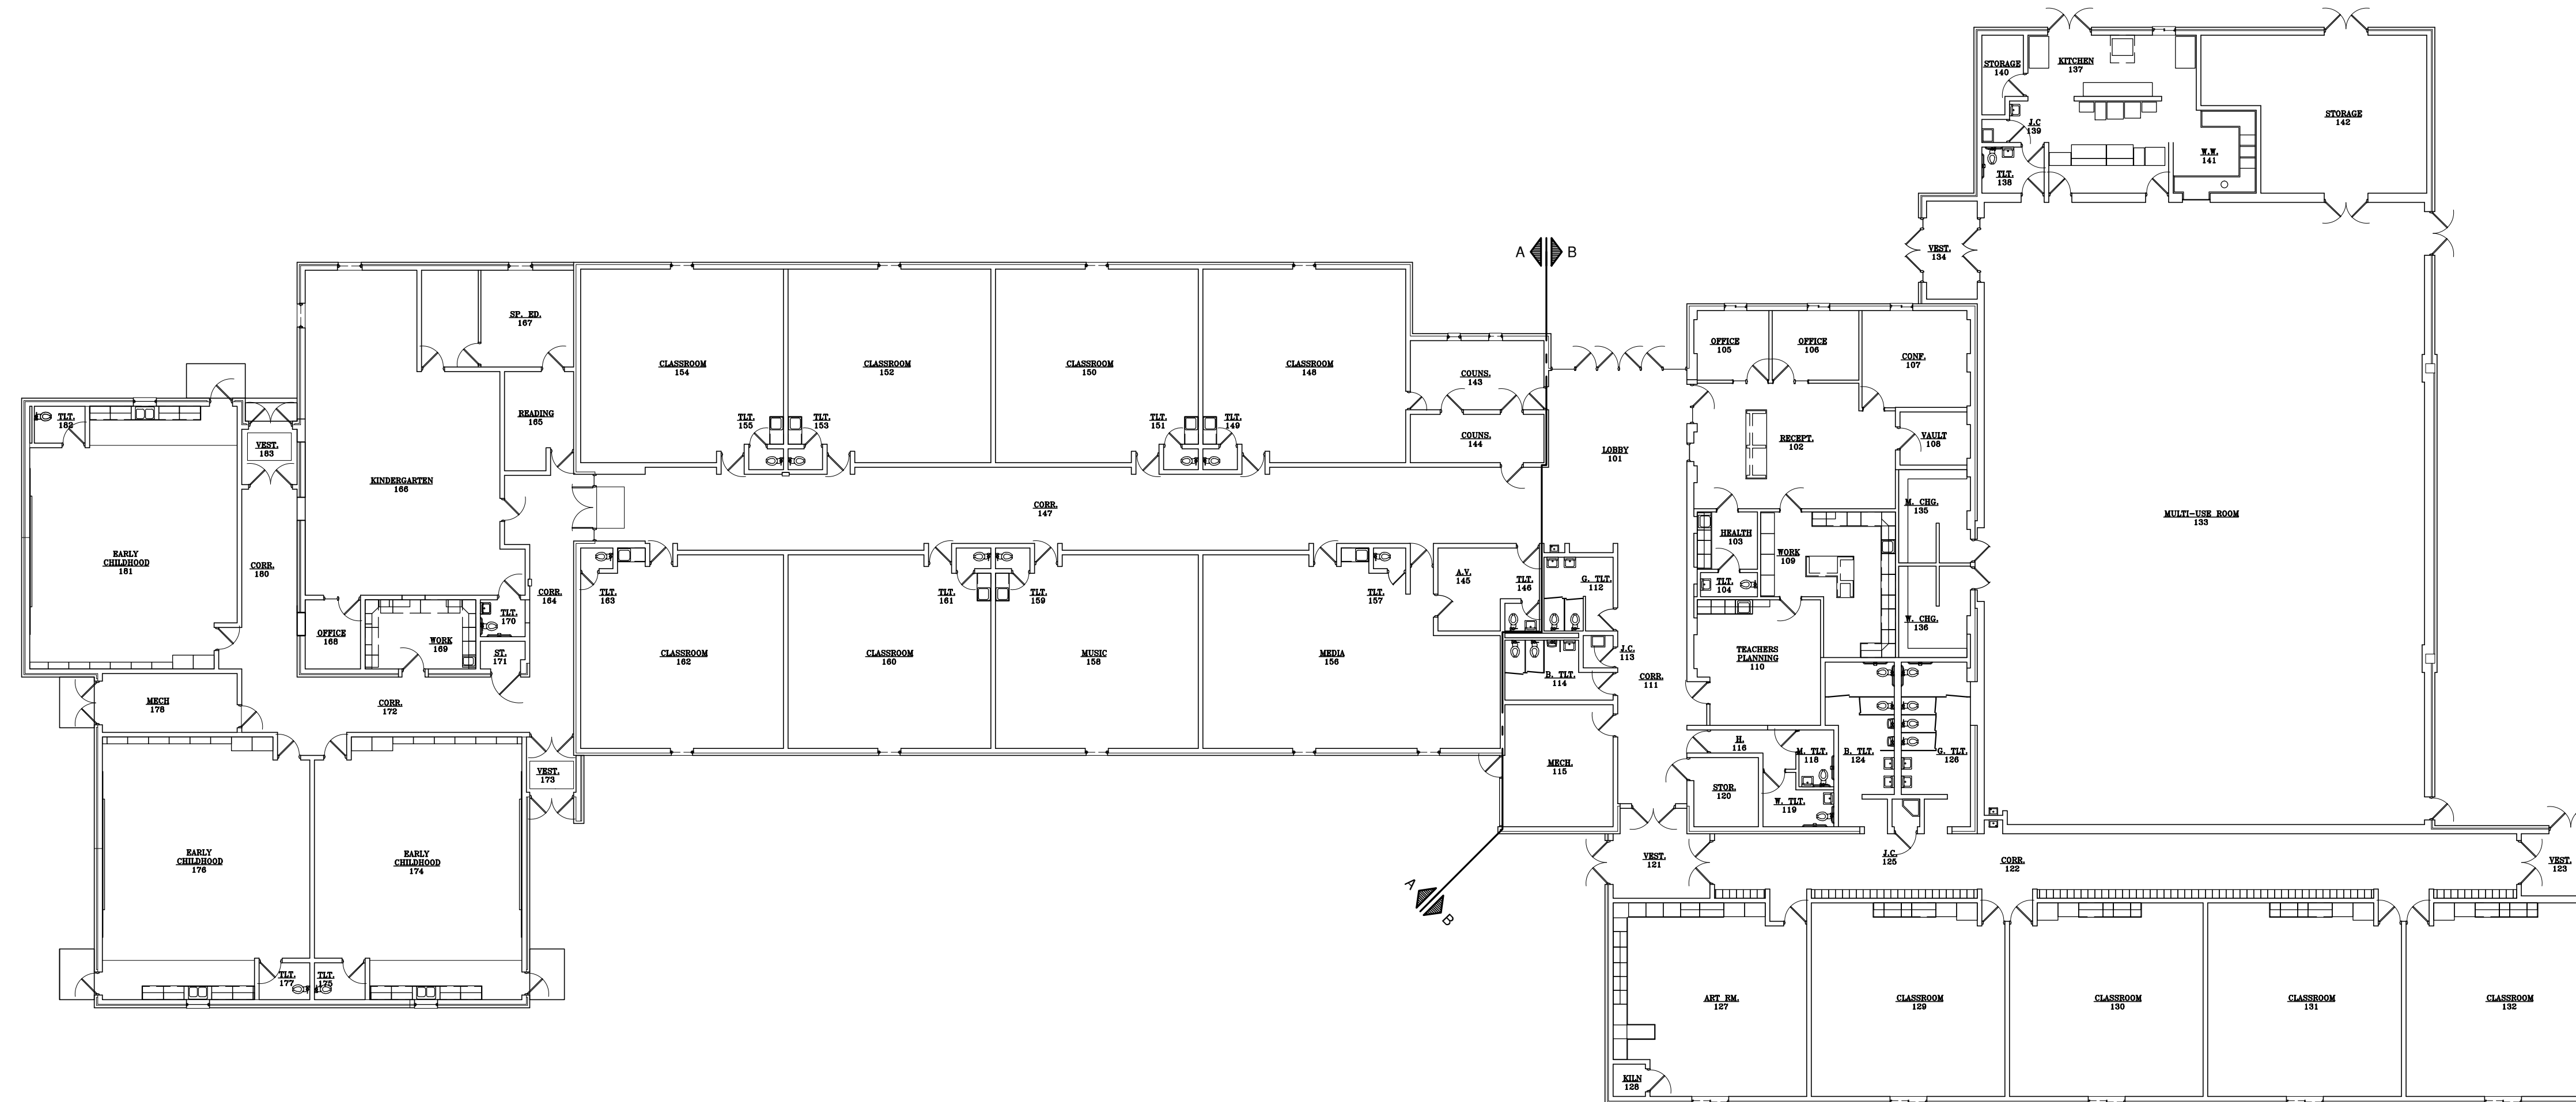 STORAGE
140
KITCHEN
137
J.C
139
TLT.
138
W.W.
141
STORAGE
142
VEST.
134
A
B
SP. ED.
167
CLASSROOM
154
CLASSROOM
152
CLASSROOM
150
CLASSROOM
148
COUNS.
143
COUNS.
144
OFFICE
105
OFFICE
106
CONF.
107
READING
165
TLT.
155
TLT.
153
TLT.
151
TLT.
149
TLT.
182
VEST.
183
KINDERGARTEN
166
LOBBY
101
RECEPT.
102
VAULT
108
CORR.
147
M. CHG.
135
MULTI-USE ROOM
133
EARLY
CHILDHOOD
181
CORR.
180
HEALTH
103
WORK
109
TLT.
104
CORR.
164
TLT.
163
TLT.
161
TLT.
159
TLT.
157
A.V.
145
TLT.
146
G. TLT.
112
OFFICE
168
WORK
169
TLT.
170
ST.
171
W. CHG.
136
CLASSROOM
162
CLASSROOM
160
MUSIC
158
MEDIA
156
J.C.
113
B. TLT.
114
CORR.
111
TEACHERS
PLANNING
110
MECH
178
CORR.
172
VEST.
173
MECH.
115
H.
116
M. TLT.
118
B. TLT.
124
G. TLT.
126
STOR.
120
W. TLT.
119
EARLY
CHILDHOOD
176
EARLY
CHILDHOOD
174
A
B
VEST.
121
J.C.
125
CORR.
122
VEST.
123
TLT.
177
TLT.
175
ART RM.
127
CLASSROOM
129
CLASSROOM
130
CLASSROOM
131
CLASSROOM
132
KILN
128